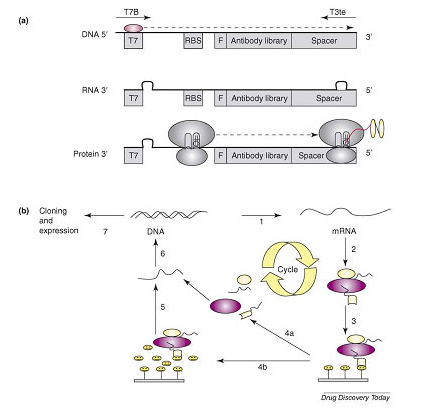 T7B
T3te
(a)
DNA 5′
3′
T7
RBS
F
Antibody library
Spacer
RNA 3′
5′
T7
RBS
F
Antibody library
Spacer
Protein 3′
5′
T7
F
Antibody library
Spacer
(b)
Cloning
and
expression
7
DNA
1
mRNA
6
2
Cycle
5
3
4a
4b
Drug Discovery Today